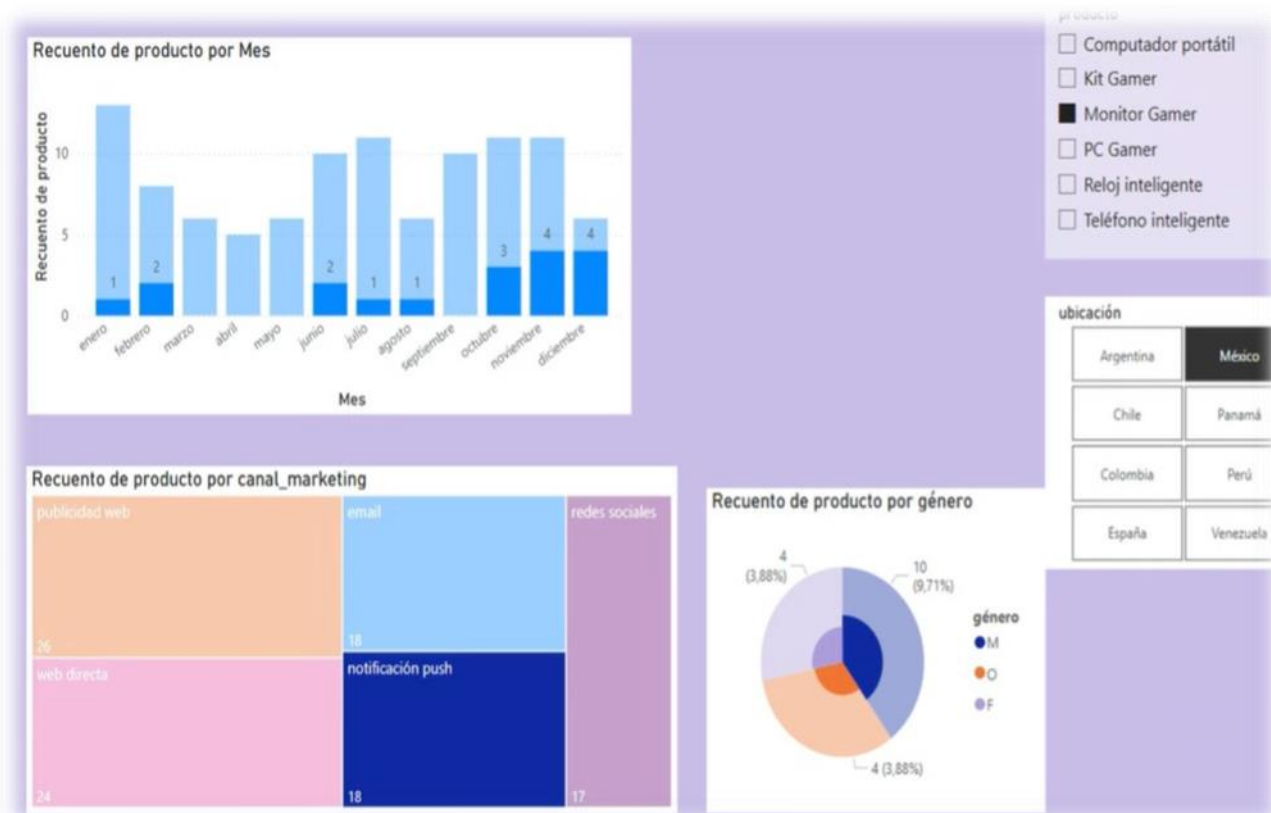 Recuento de producto por Mes
Recuento de producto
10
5
0
1
2
2
1
1
3
4
4
enero
febrero
marzo
abril
mayo
junio
julio
agosto
septiembre
octubre
noviembre
diciembre
Mes
producto
Computador portátil
Kit Gamer
Monitor Gamer
PC Gamer
Reloj inteligente
Teléfono inteligente
ubicación
Argentina
México
Chile
Panamá
Colombia
Perú
España
Venezuela
Recuento de producto por canal_marketing
publicidad web
26
email
18
redes sociales
17
web directa
24
notificación push
18
Recuento de producto por género
4
(3,88%)
10
(9,71%)
4 (3,88%)
género
M
O
F